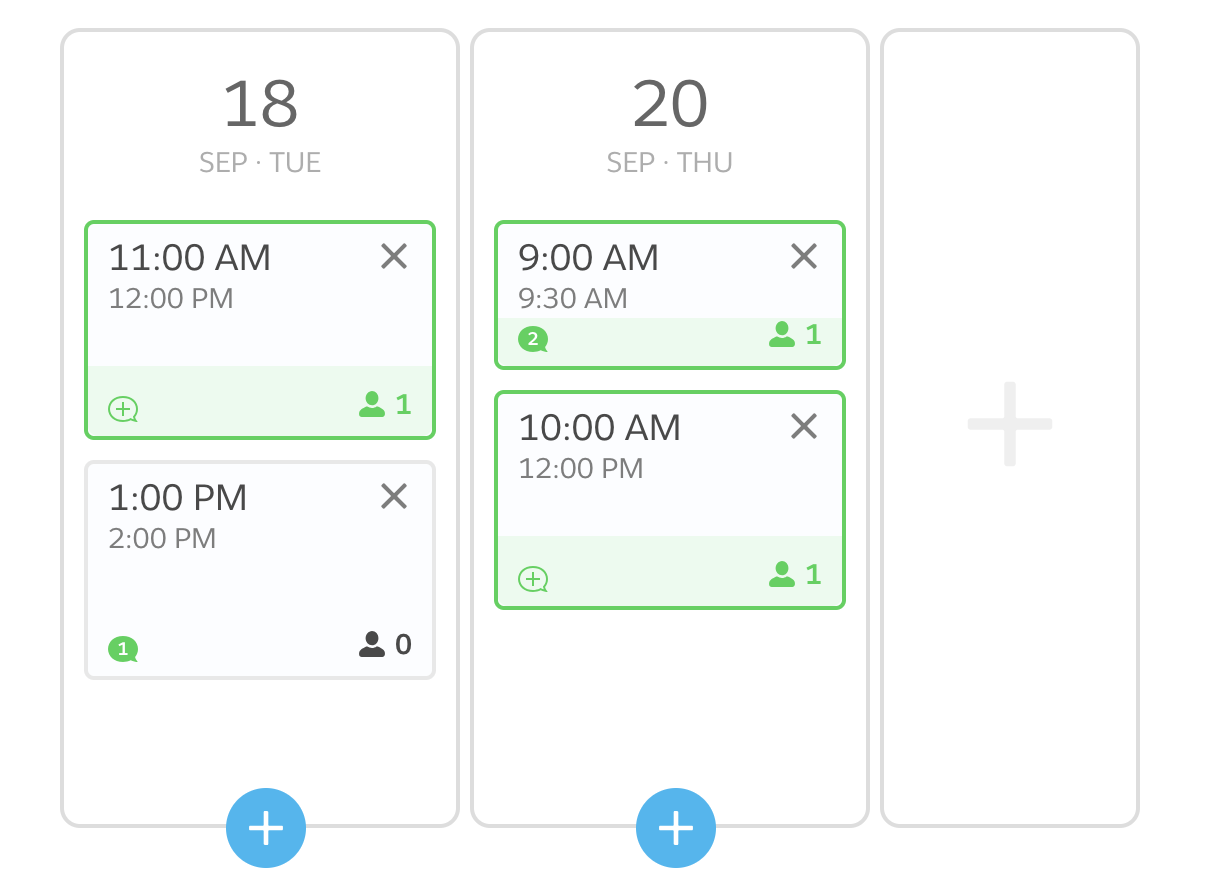 18
SEP · TUE
11:00 AM
12:00 PM
1
1:00 PM
2:00 PM
1
0
20
SEP · THU
9:00 AM
9:30 AM
2
1
10:00 AM
12:00 PM
1